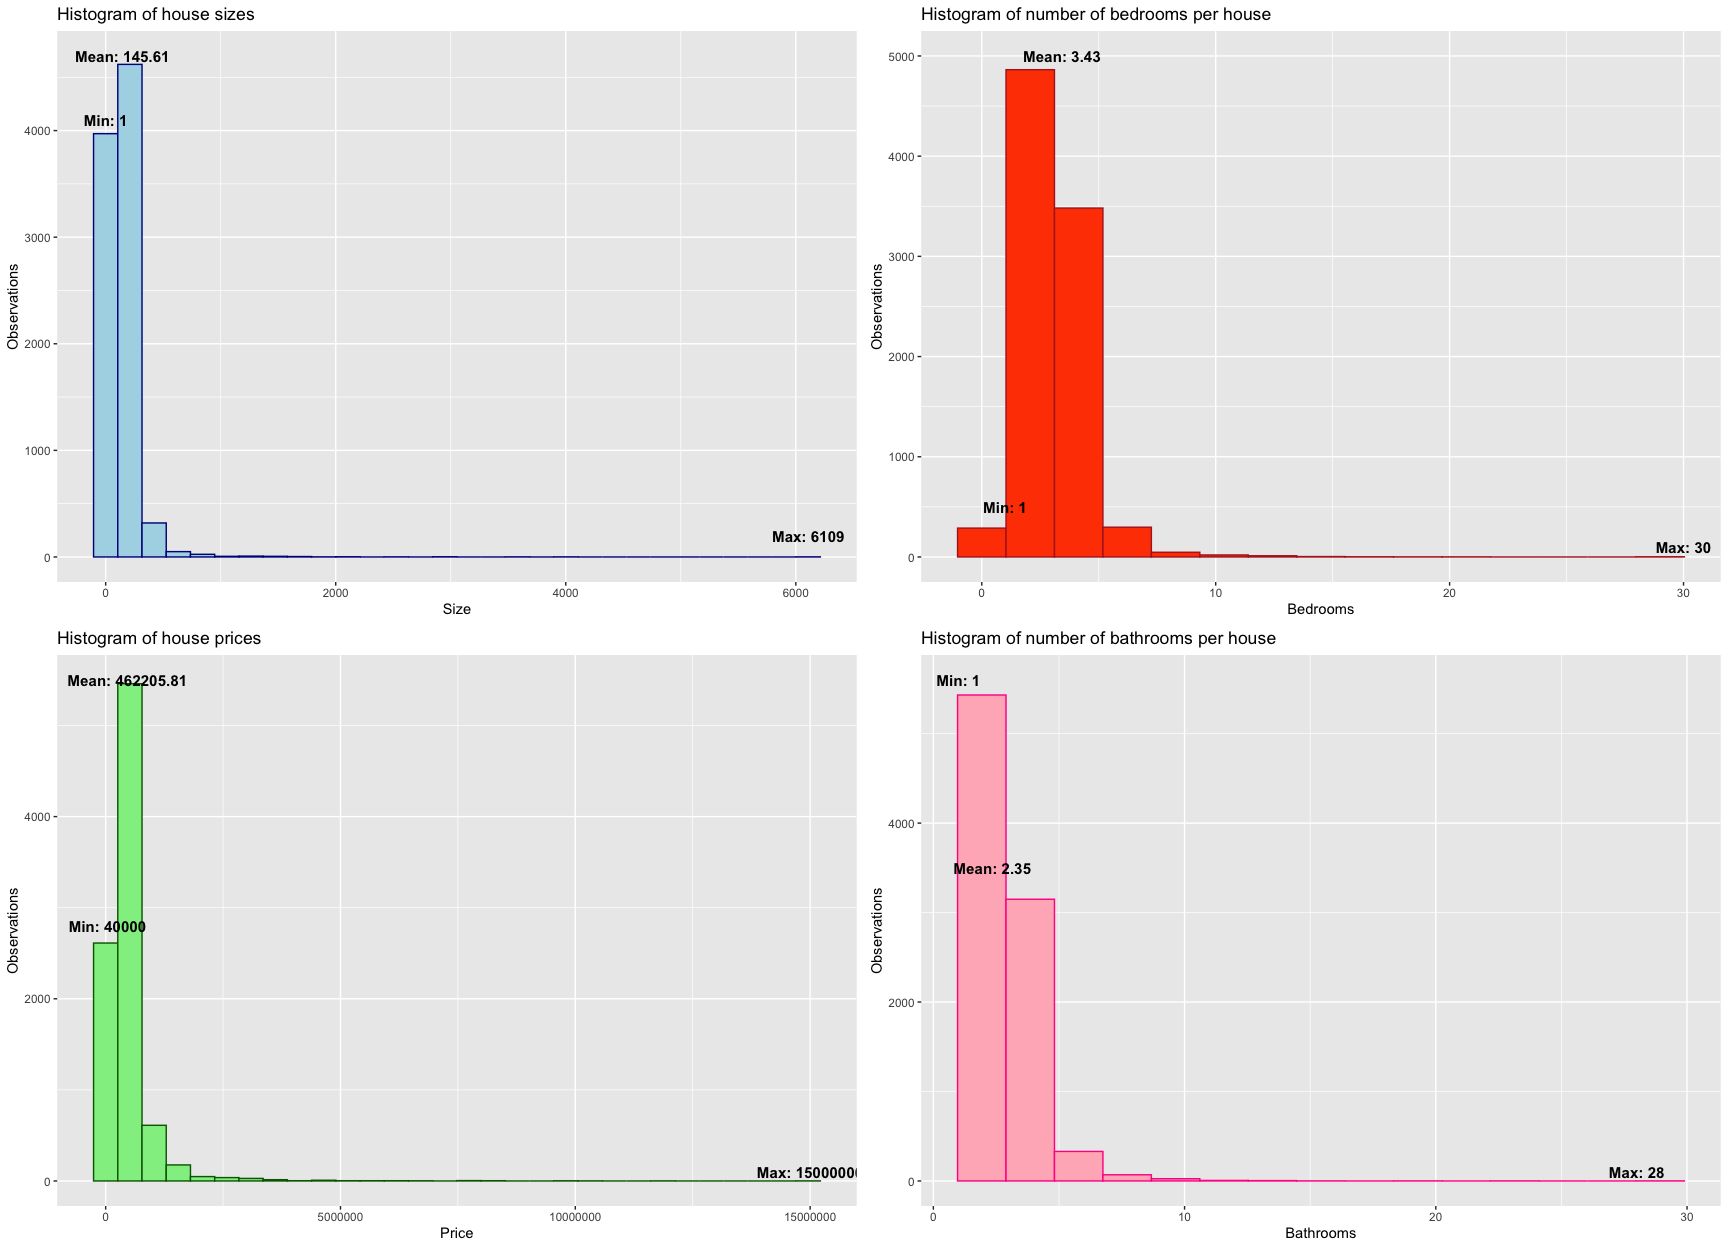 Histogram of house sizes
Mean: 145.61
Min: 1
Max: 6109
4000
3000
2000
1000
0
Observations
0 2000 4000 6000
Size
Histogram of number of bedrooms per house
Mean: 3.43
Min: 1
Max: 30
5000
4000
3000
2000
1000
0
Observations
0 10 20 30
Bedrooms
Histogram of house prices
Mean: 462205.81
Min: 40000
Max: 15000000
4000
2000
0
Observations
0 5000000 10000000 15000000
Price
Histogram of number of bathrooms per house
Min: 1
Mean: 2.35
Max: 28
4000
2000
0
Observations
0 10 20 30
Bathrooms